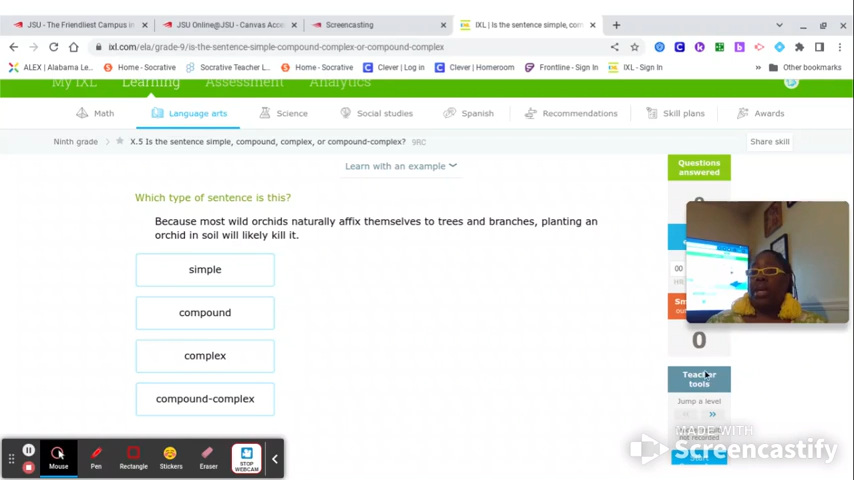 JSU - The Friendliest Campus in
JSU Online@JSU - Canvas Acce
Screencasting
IXL | Is the sentence simple, com
ixl.com/ela/grade-9/is-the-sentence-simple-compound-complex-or-compound-complex
ALEX | Alabama Le
Home - Socrative
Socrative Teacher L
Home - Socrative
Clever | Log in
Clever | Homeroom
Frontline - Sign In
IXL - Sign In
Other bookmarks
My IXL
Learning
Assessment
Analytics
Math
Language arts
Science
Social studies
Spanish
Recommendations
Skill plans
Awards
Ninth grade
X.5 Is the sentence simple, compound, complex, or compound-complex? 9RC
Share skill
Learn with an example
Questions
answered
Which type of sentence is this?
Because most wild orchids naturally affix themselves to trees and branches, planting an
orchid in soil will likely kill it.
simple
compound
complex
compound-complex
00
0
Teacher
tools
Jump a level
not recorded
MADE WITH
Screencastify
Mouse
Pen
Rectangle
Stickers
Eraser
STOP
WEBCAM